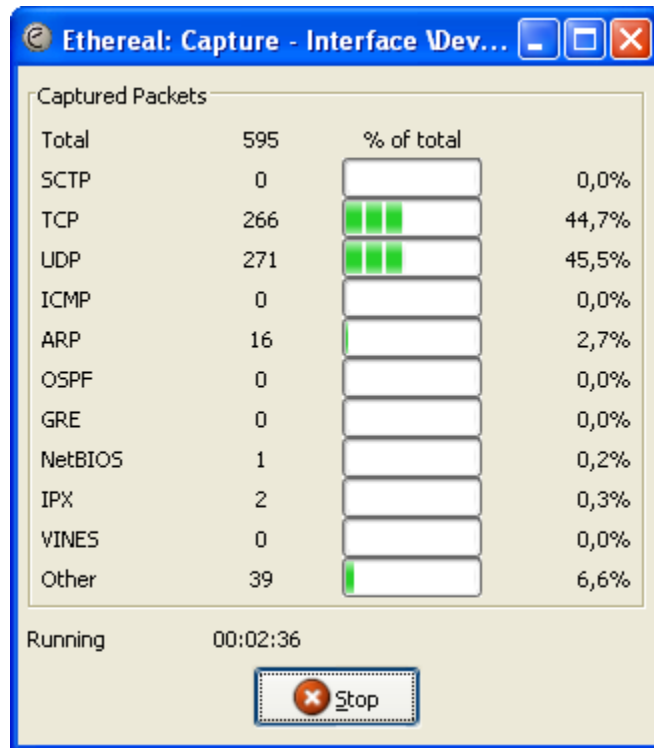 Ethereal: Capture - Interface \Dev...
Captured Packets
Total 595 % of total
SCTP 0 0,0%
TCP 266 44,7%
UDP 271 45,5%
ICMP 0 0,0%
ARP 16 2,7%
OSPF 0 0,0%
GRE 0 0,0%
NetBIOS 1 0,2%
IPX 2 0,3%
VINES 0 0,0%
Other 39 6,6%
Running 00:02:36
Stop